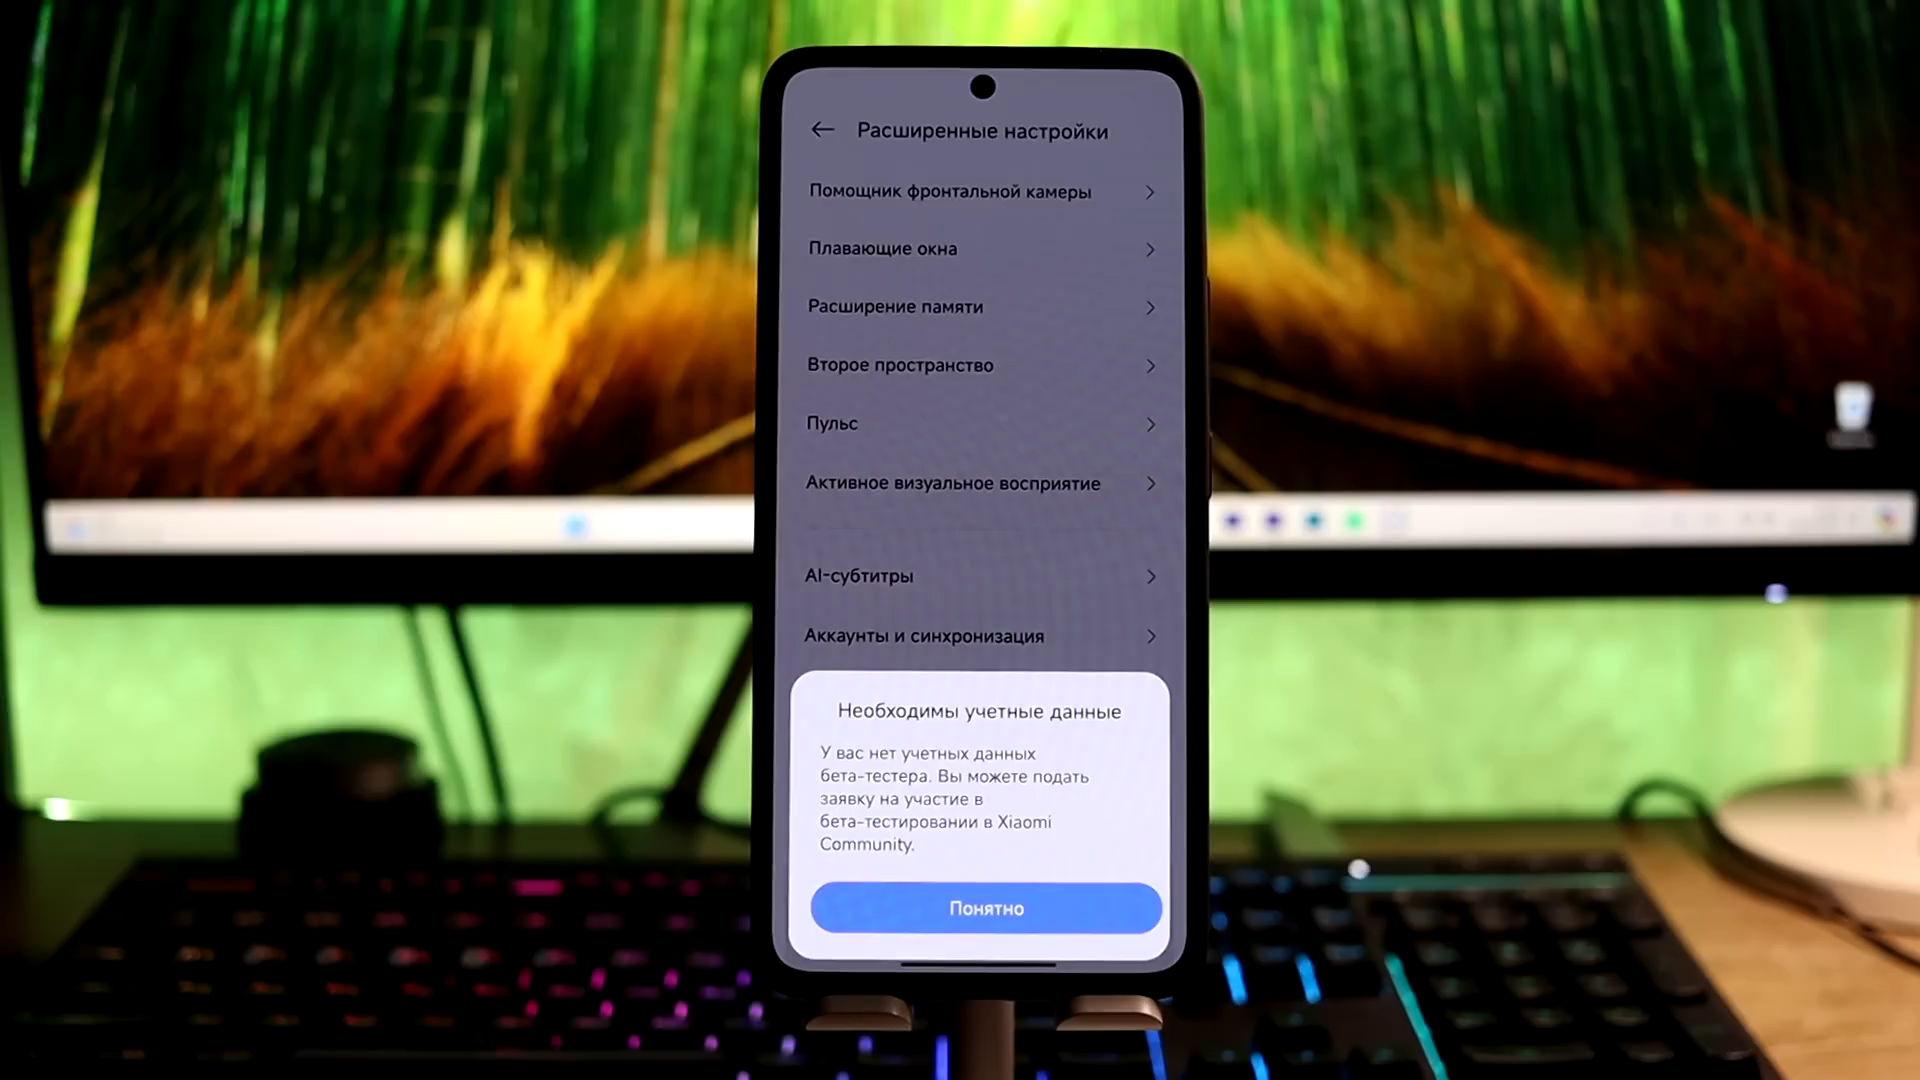 Расширенные настройки
Помощник фронтальной камеры
Плавающие окна
Расширение памяти
Второе пространство
Пульс
Активное визуальное восприятие
AI-субтитры
Аккаунты и синхронизация
Необходимы учетные данные
У вас нет учетных данных
бета-тестера. Вы можете подать
заявку на участие в
бета-тестировании в Xiaomi
Community.
Понятно